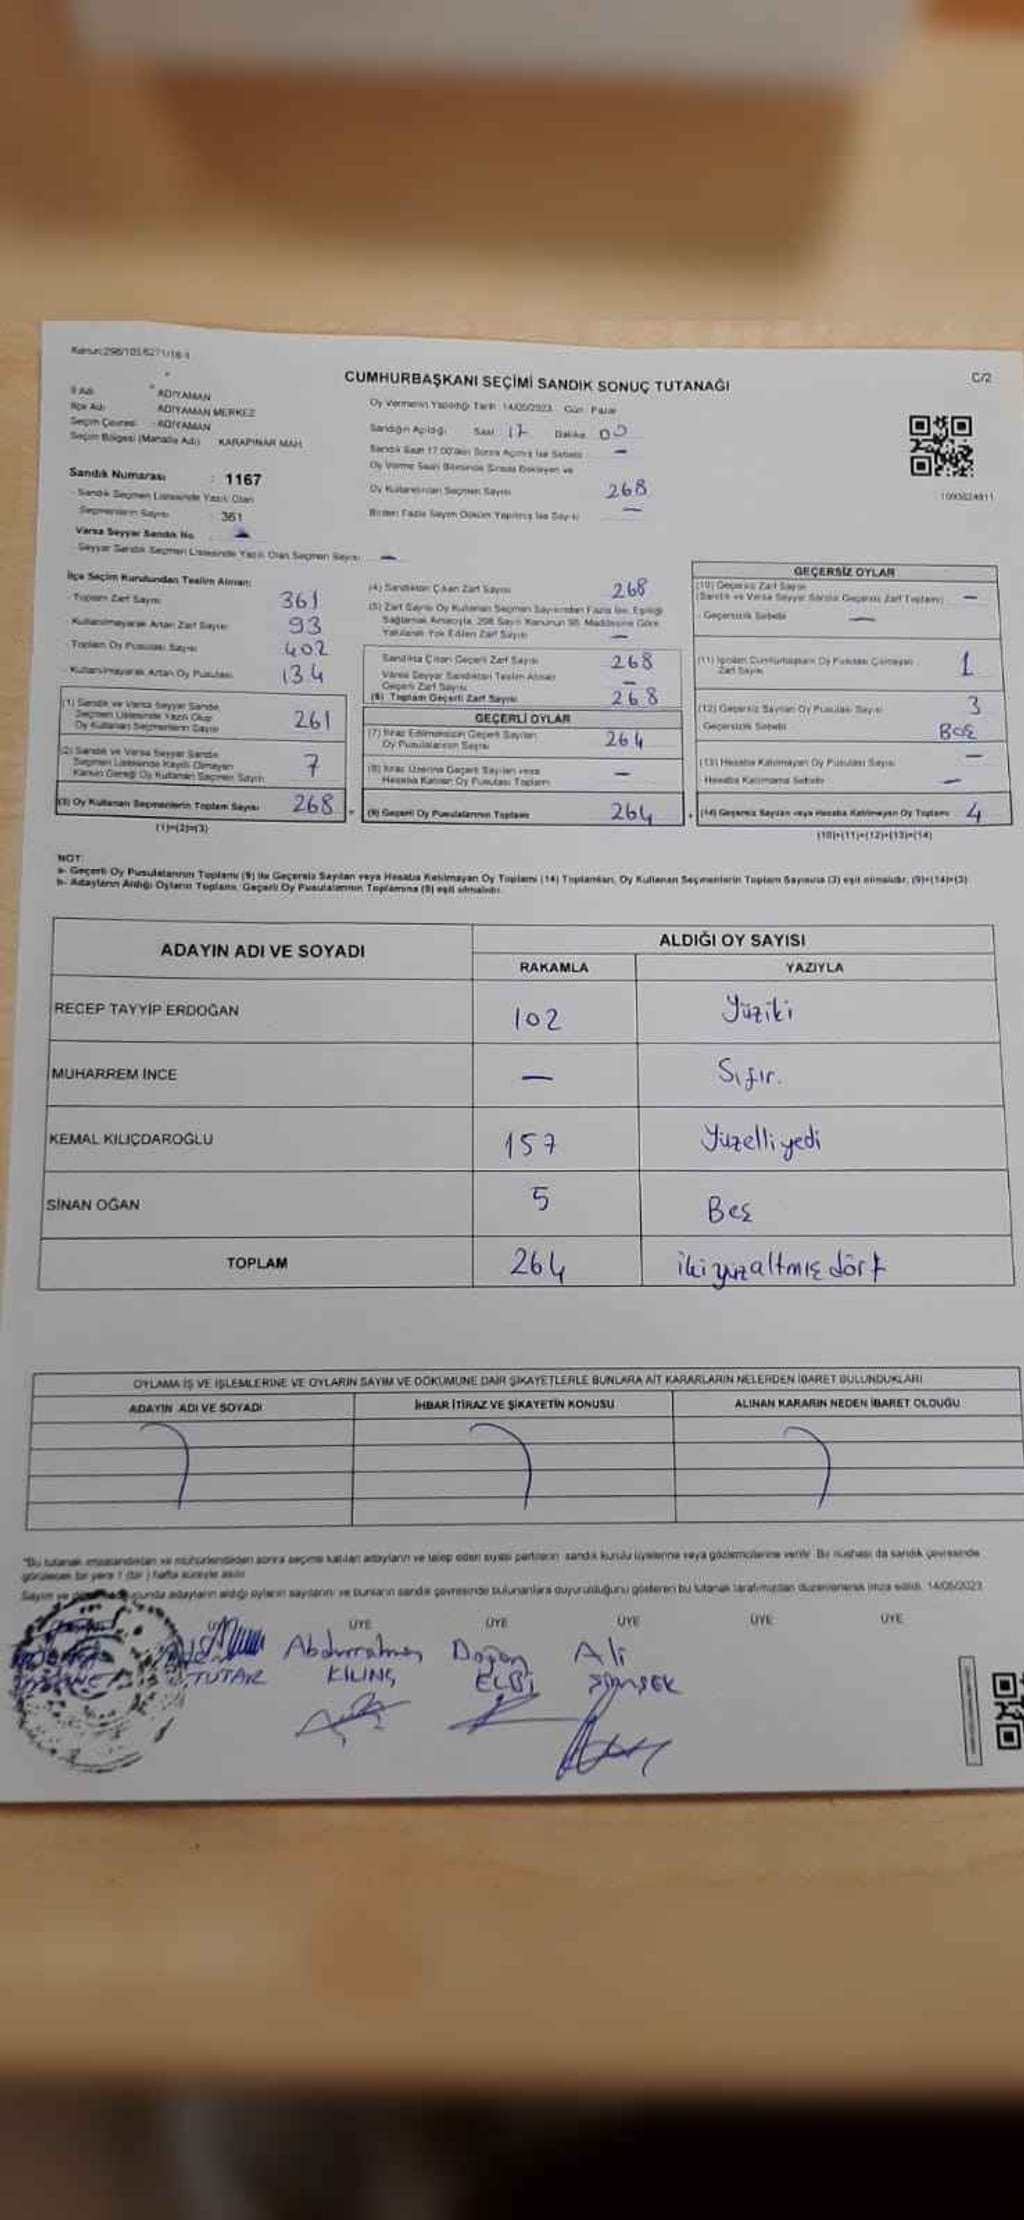 Kanun:298/103,6271/18-1
C/2
CUMHURBAŞKANI SEÇİMİ SANDIK SONUÇ TUTANAĞI
İl Adı : ADIYAMAN
İlçe Adı : ADIYAMAN MERKEZ
Seçim Çevresi : ADIYAMAN
Seçim Bölgesi (Mahalle Adı) : KARAPINAR MAH.
Sandık Numarası : 1167
- Sandık Seçmen Listesinde Yazılı Olan
Seçmenlerin Sayısı : 361
Varsa Seyyar Sandık No
- Seyyar Sandık Seçmen Listesinde Yazılı Olan Seçmen Sayısı : —
Oy Vermenin Yapıldığı Tarih : 14/05/2023 Gün : Pazar
Sandığın Açıldığı Saat 17 Dakika 00
Sandık Saat 17.00'dan Sonra Açılmış İse Sebebi —
Oy Verme Saati Bitiminde Sırada Bekleyen ve
Oy Kullandırılan Seçmen Sayısı 268
Birden Fazla Sayım Döküm Yapılmış İse Sayısı —
1093024911
İlçe Seçim Kurulundan Teslim Alınan:
- Toplam Zarf Sayısı 361
- Kullanılmayarak Artan Zarf Sayısı 93
- Toplam Oy Pusulası Sayısı 402
- Kullanılmayarak Artan Oy Pusulası 134
(1) Sandık ve Varsa Seyyar Sandık
Seçmen Listesinde Yazılı Olup
Oy Kullanan Seçmenlerin Sayısı 261
(2) Sandık ve Varsa Seyyar Sandık
Seçmen Listesinde Kayıtlı Olmayan
Kanun Gereği Oy Kullanan Seçmen Sayısı 7
(3) Oy Kullanan Seçmenlerin Toplam Sayısı 268
(1)+(2)=(3)
(4) Sandıktan Çıkan Zarf Sayısı 268
(5) Zarf Sayısı Oy Kullanan Seçmen Sayısından Fazla İse, Eşitliği
Sağlamak Amacıyla, 298 Sayılı Kanunun 98. Maddesine Göre
Yakılarak Yok Edilen Zarf Sayısı —
Sandıkta Çıkan Geçerli Zarf Sayısı 268
Varsa Seyyar Sandıktan Teslim Alınan
Geçerli Zarf Sayısı —
(6) Toplam Geçerli Zarf Sayısı 268
GEÇERLİ OYLAR
(7) İtiraz Edilmeksizin Geçerli Sayılan
Oy Pusulalarının Sayısı 264
(8) İtiraz Üzerine Geçerli Sayılan veya
Hesaba Katılan Oy Pusulası Toplamı —
(9) Geçerli Oy Pusulalarının Toplamı 264
GEÇERSİZ OYLAR
(10) Geçersiz Zarf Sayısı
(Sandık ve Varsa Seyyar Sandık Geçersiz Zarf Toplamı) —
- Geçersizlik Sebebi —
(11) İçinden Cumhurbaşkanı Oy Pusulası Çıkmayan
Zarf Sayısı 1
(12) Geçersiz Sayılan Oy Pusulası Sayısı 3
Geçersizlik Sebebi Boş
(13) Hesaba Katılmayan Oy Pusulası Sayısı —
Hesaba Katılmama Sebebi —
(14) Geçersiz Sayılan veya Hesaba Katılmayan Oy Toplamı 4
(10)+(11)+(12)+(13)=(14)
NOT:
a- Geçerli Oy Pusulalarının Toplamı (9) ile Geçersiz Sayılan veya Hesaba Katılmayan Oy Toplamı (14) Toplamları, Oy Kullanan Seçmenlerin Toplam Sayısına (3) eşit olmalıdır. (9)+(14)=(3)
b- Adayların Aldığı Oyların Toplamı, Geçerli Oy Pusulalarının Toplamına (9) eşit olmalıdır.
ADAYIN ADI VE SOYADI
ALDIĞI OY SAYISI
RAKAMLA YAZIYLA
RECEP TAYYİP ERDOĞAN 102 Yüziki
MUHARREM İNCE — Sıfır.
KEMAL KILIÇDAROĞLU 157 Yüzelliyedi
SİNAN OĞAN 5 Beş
TOPLAM 264 ikiyüzaltmış dört
OYLAMA İŞ VE İŞLEMLERİNE VE OYLARIN SAYIM VE DÖKÜMÜNE DAİR ŞİKAYETLERLE BUNLARA AİT KARARLARIN NELERDEN İBARET BULUNDUKLARI
ADAYIN ADI VE SOYADI İHBAR İTİRAZ VE ŞİKAYETİN KONUSU ALINAN KARARIN NEDEN İBARET OLDUĞU
*Bu tutanak imzalandıktan ve mühürlendikten sonra seçime katılan adayların ve talep eden siyasi partilerin sandık kurulu üyelerine veya gözlemcilerine verilir. Bir nüshası da sandık çevresinde
görülecek bir yere 1 (bir) hafta süreyle asılır.
Sayım ve sonucunda adayların aldığı oyların sayılarını ve bunların sandık çevresinde bulunanlara duyurulduğunu gösteren bu tutanak tarafımızdan düzenlenerek imza edildi. 14/05/2023
ÜYE ÜYE ÜYE ÜYE ÜYE
TUTAR
Abdurrahman KILINÇ
Doğan ELBİ
Ali ŞİMŞEK